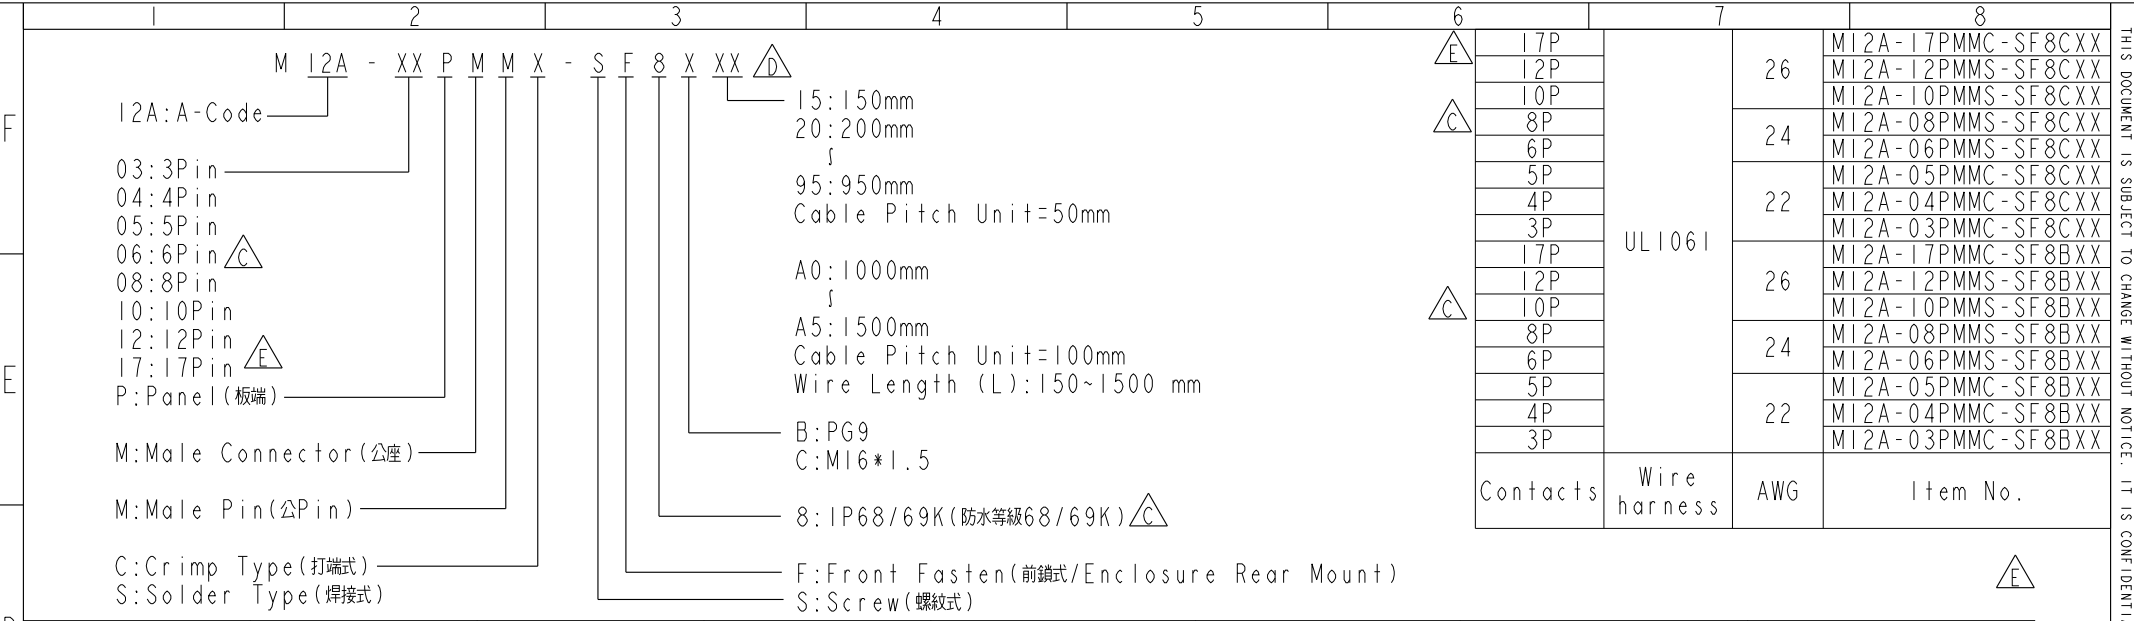 1 2 3 4 5 6 7 8
F
E
M 12A - XX P M M X - S F 8 X XX D
12A:A-Code
03:3Pin
04:4Pin
05:5Pin
06:6Pin C
08:8Pin
10:10Pin
12:12Pin
17:17Pin E
P:Panel(板端)
M:Male Connector(公座)
M:Male Pin(公Pin)
C:Crimp Type(打端式)
S:Solder Type(焊接式)
15:150mm
20:200mm
∫
95:950mm
Cable Pitch Unit=50mm
A0:1000mm
∫
A5:1500mm
Cable Pitch Unit=100mm
Wire Length (L):150~1500 mm
B:PG9
C:M16*1.5
8:IP68/69K(防水等級68/69K) C
F:Front Fasten(前鎖式/Enclosure Rear Mount)
S:Screw(螺紋式)
E 17P UL1061 26 M12A-17PMMC-SF8CXX
12P M12A-12PMMS-SF8CXX
10P M12A-10PMMS-SF8CXX
C 8P 24 M12A-08PMMS-SF8CXX
6P M12A-06PMMS-SF8CXX
5P 22 M12A-05PMMC-SF8CXX
4P M12A-04PMMC-SF8CXX
3P M12A-03PMMC-SF8CXX
17P 26 M12A-17PMMC-SF8BXX
12P M12A-12PMMS-SF8BXX
C 10P M12A-10PMMS-SF8BXX
8P 24 M12A-08PMMS-SF8BXX
6P M12A-06PMMS-SF8BXX
5P 22 M12A-05PMMC-SF8BXX
4P M12A-04PMMC-SF8BXX
3P M12A-03PMMC-SF8BXX
Contacts Wire harness AWG Item No.
E
THIS DOCUMENT IS SUBJECT TO CHANGE WITHOUT NOTICE. IT IS CONFIDENTI